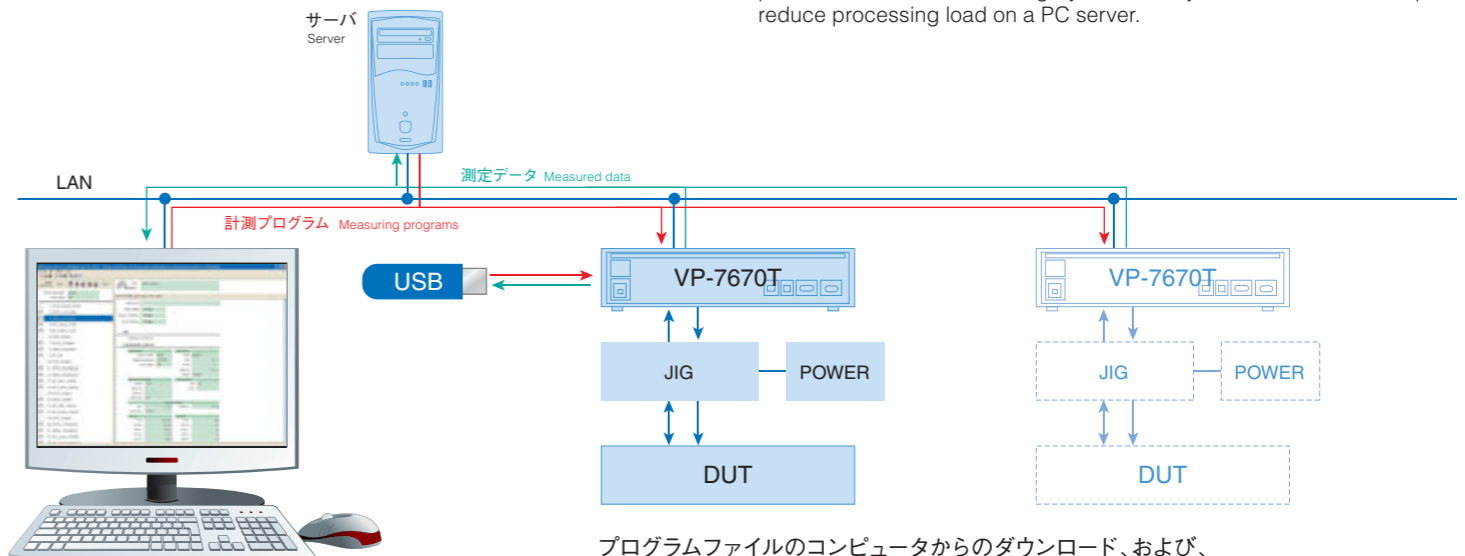 reduce processing load on a PC server.
サーバ
Server
LAN
測定データ Measured data
計測プログラム Measuring programs
USB
VP-7670T
VP-7670T
JIG
POWER
JIG
POWER
DUT
DUT
プログラムファイルのコンピュータからのダウンロード、および、